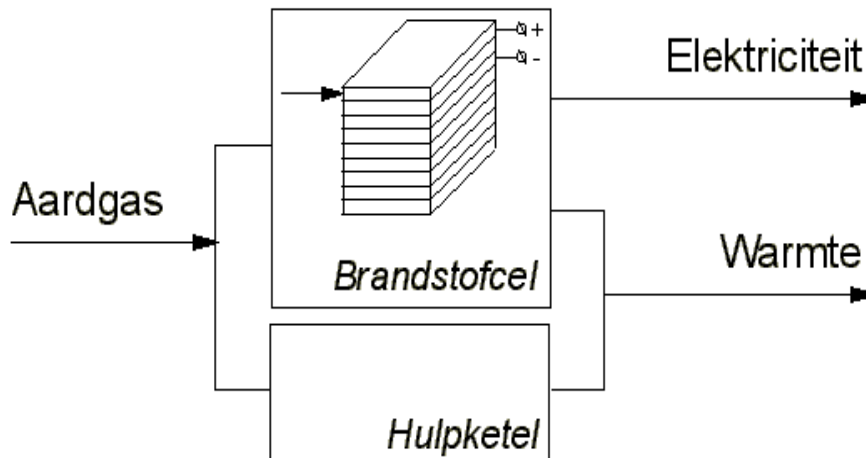 Elektriciteit
+
-
Aardgas
Warmte
Brandstofcel
Hulpketel